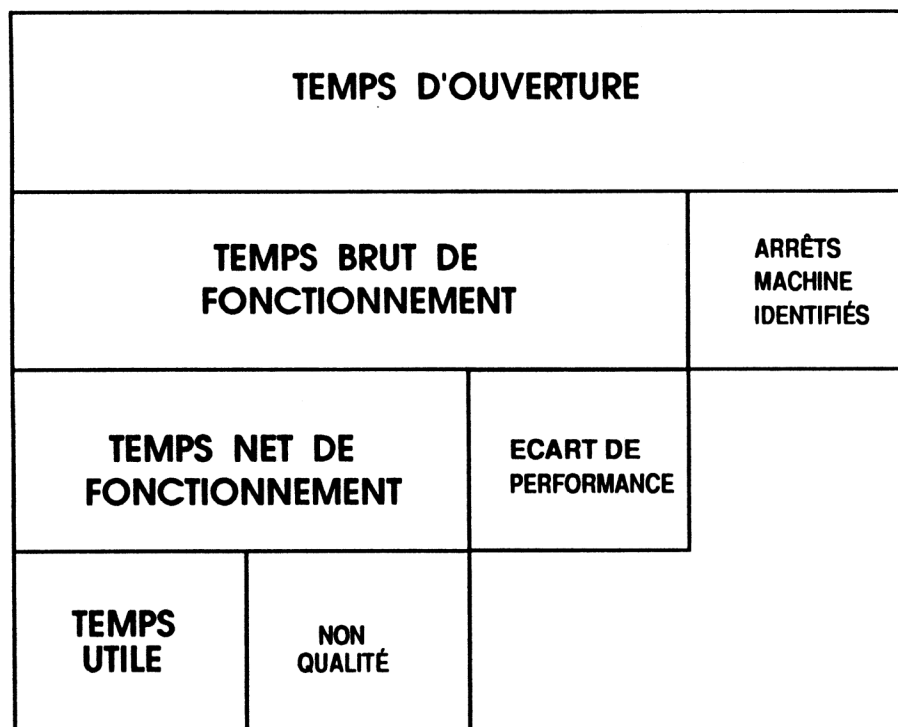 TEMPS D'OUVERTURE
TEMPS BRUT DE
FONCTIONNEMENT
ARRÊTS
MACHINE
IDENTIFIÉS
TEMPS NET DE
FONCTIONNEMENT
ECART DE
PERFORMANCE
TEMPS
UTILE
NON
QUALITÉ